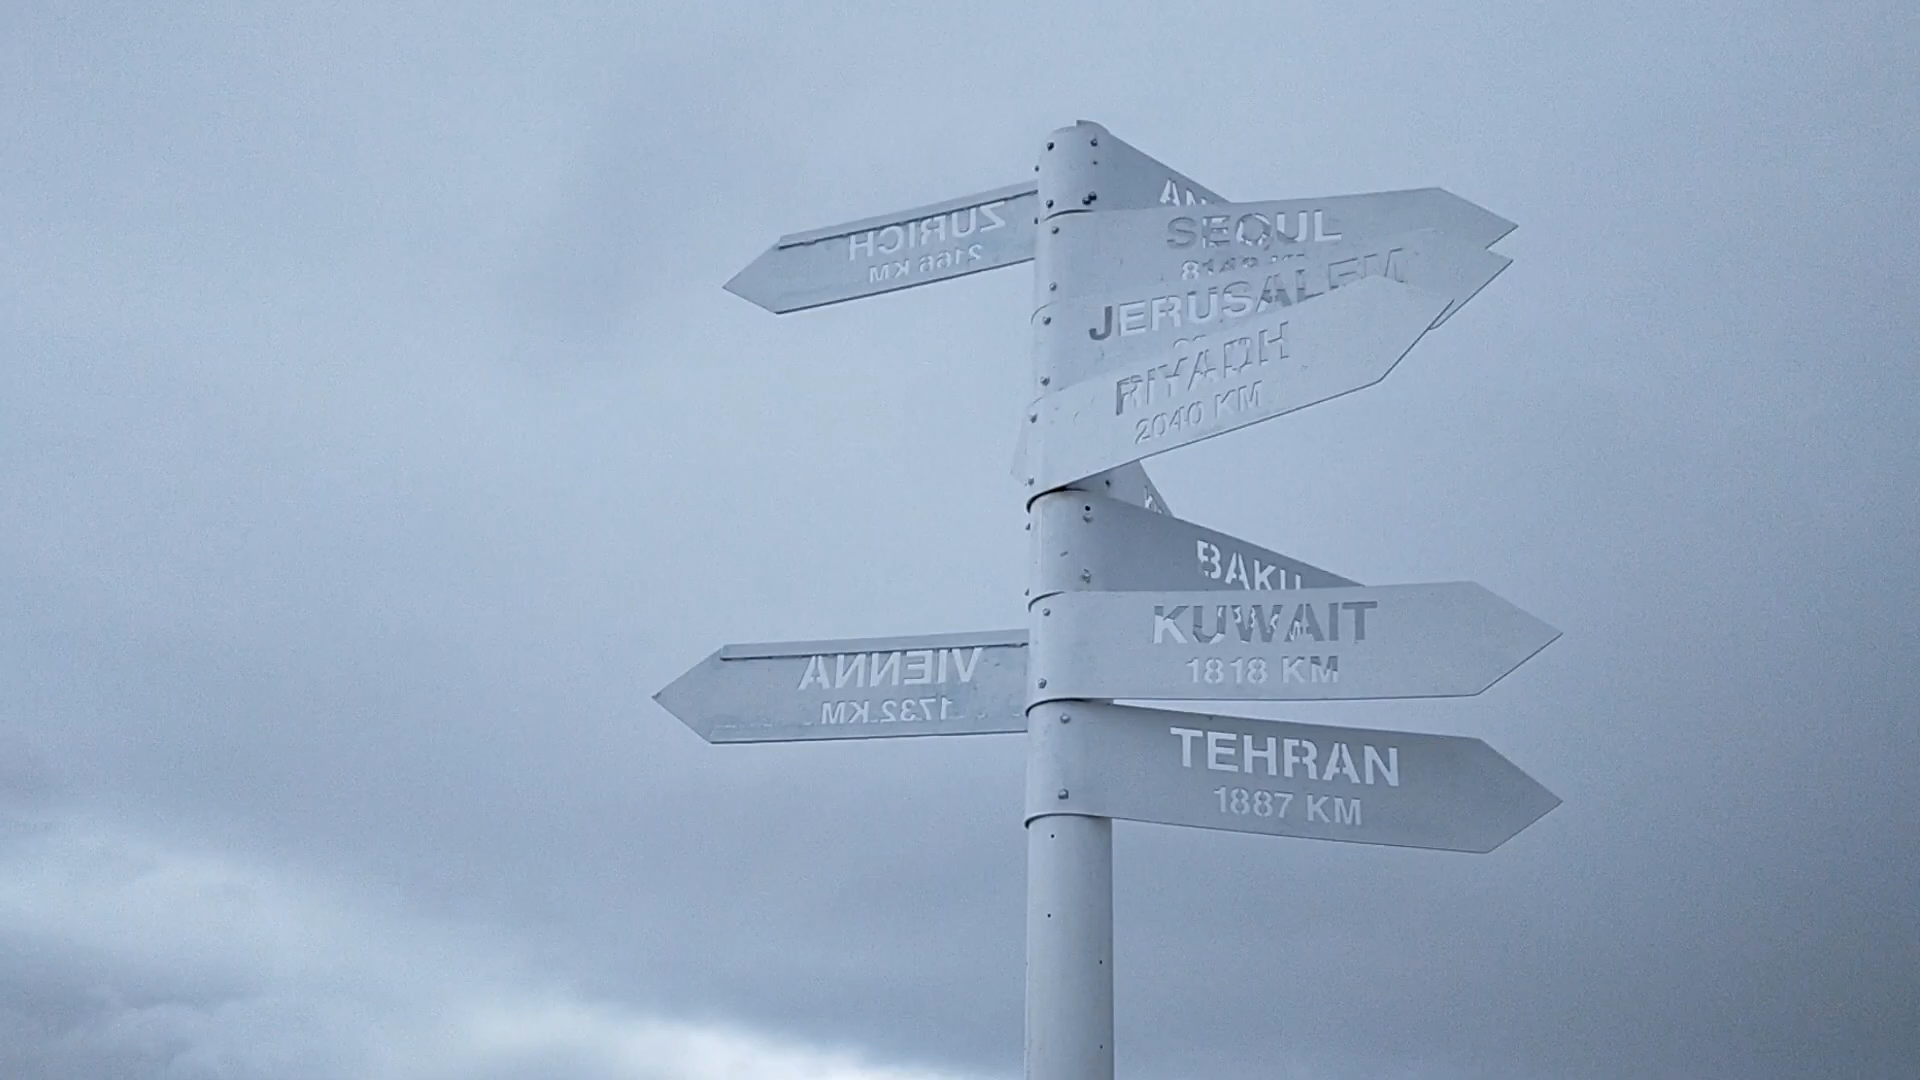 ZURICH
2166 KM
SEOUL
JERUSALEM
RIYADH
2040 KM
BAKU
KUWAIT
1818 KM
VIENNA
1732 KM
TEHRAN
1887 KM